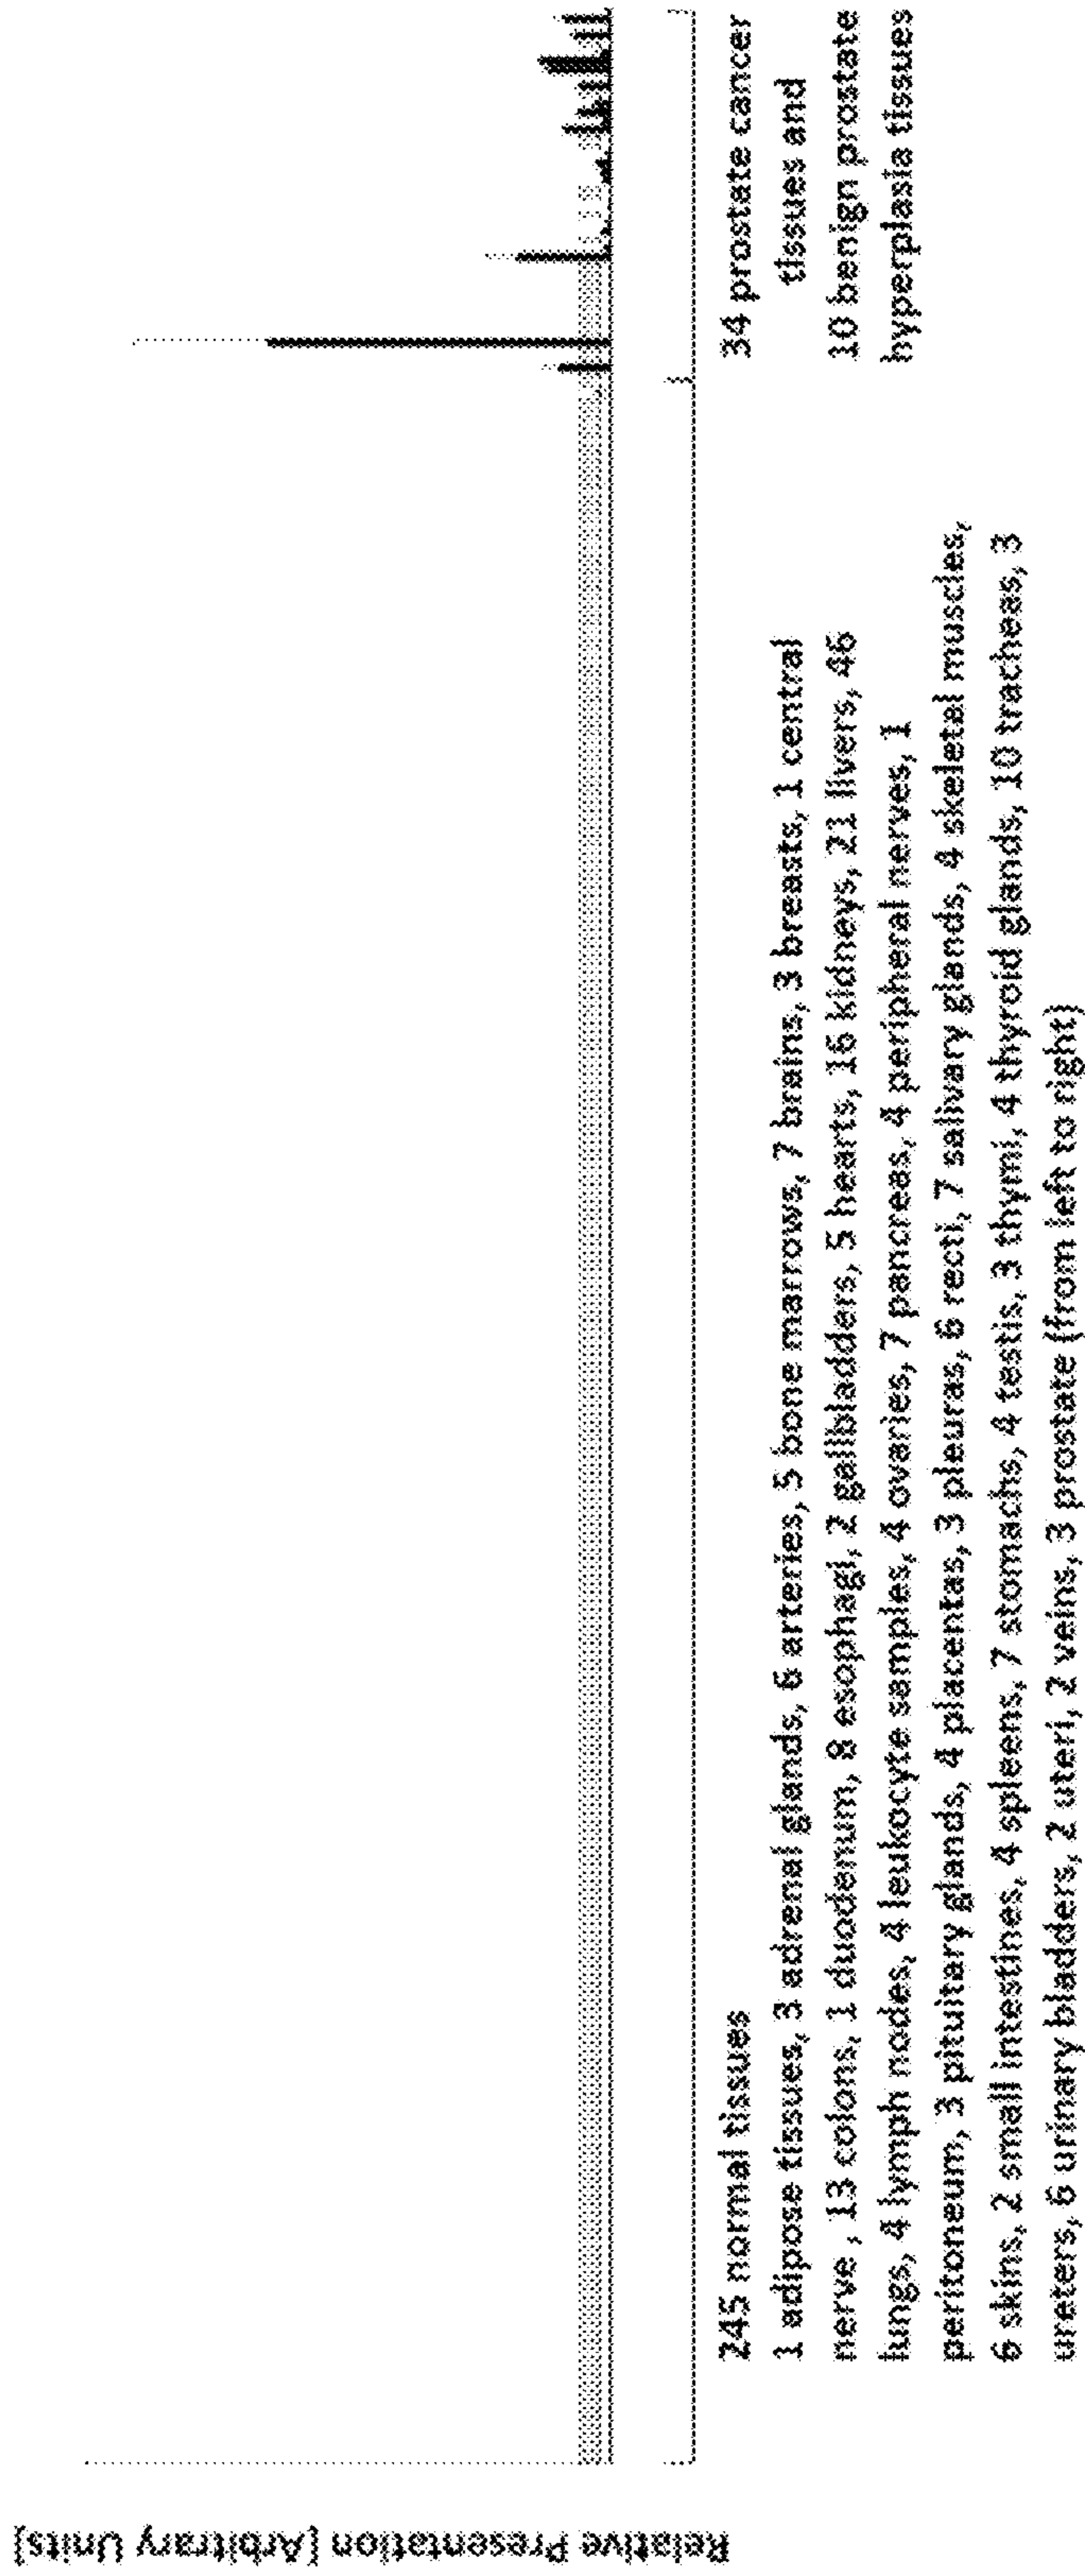 Relative Presentation [Arbitrary Units]
245 normal tissues
1 adipose tissues, 3 adrenal glands, 6 arteries, 5 bone marrows, 7 brains, 3 breasts, 1 central
nerve , 13 colons, 1 duodenum, 8 esophagi, 2 gallbladders, 5 hearts, 16 kidneys, 21 livers, 46
lungs, 4 lymph nodes, 4 leukocyte samples, 4 ovaries, 7 pancreas, 4 peripheral nerves, 1
peritoneum, 3 pituitary glands, 4 placentas, 3 pleuras, 6 recti, 7 salivary glands, 4 skeletal muscles,
6 skins, 2 small intestines, 4 spleens, 7 stomachs, 4 testis, 3 thymi, 4 thyroid glands, 10 tracheas, 3
ureters, 6 urinary bladders, 2 uteri, 2 veins, 3 prostate (from left to right)
34 prostate cancer
tissues and
10 benign prostate
hyperplasia tissues